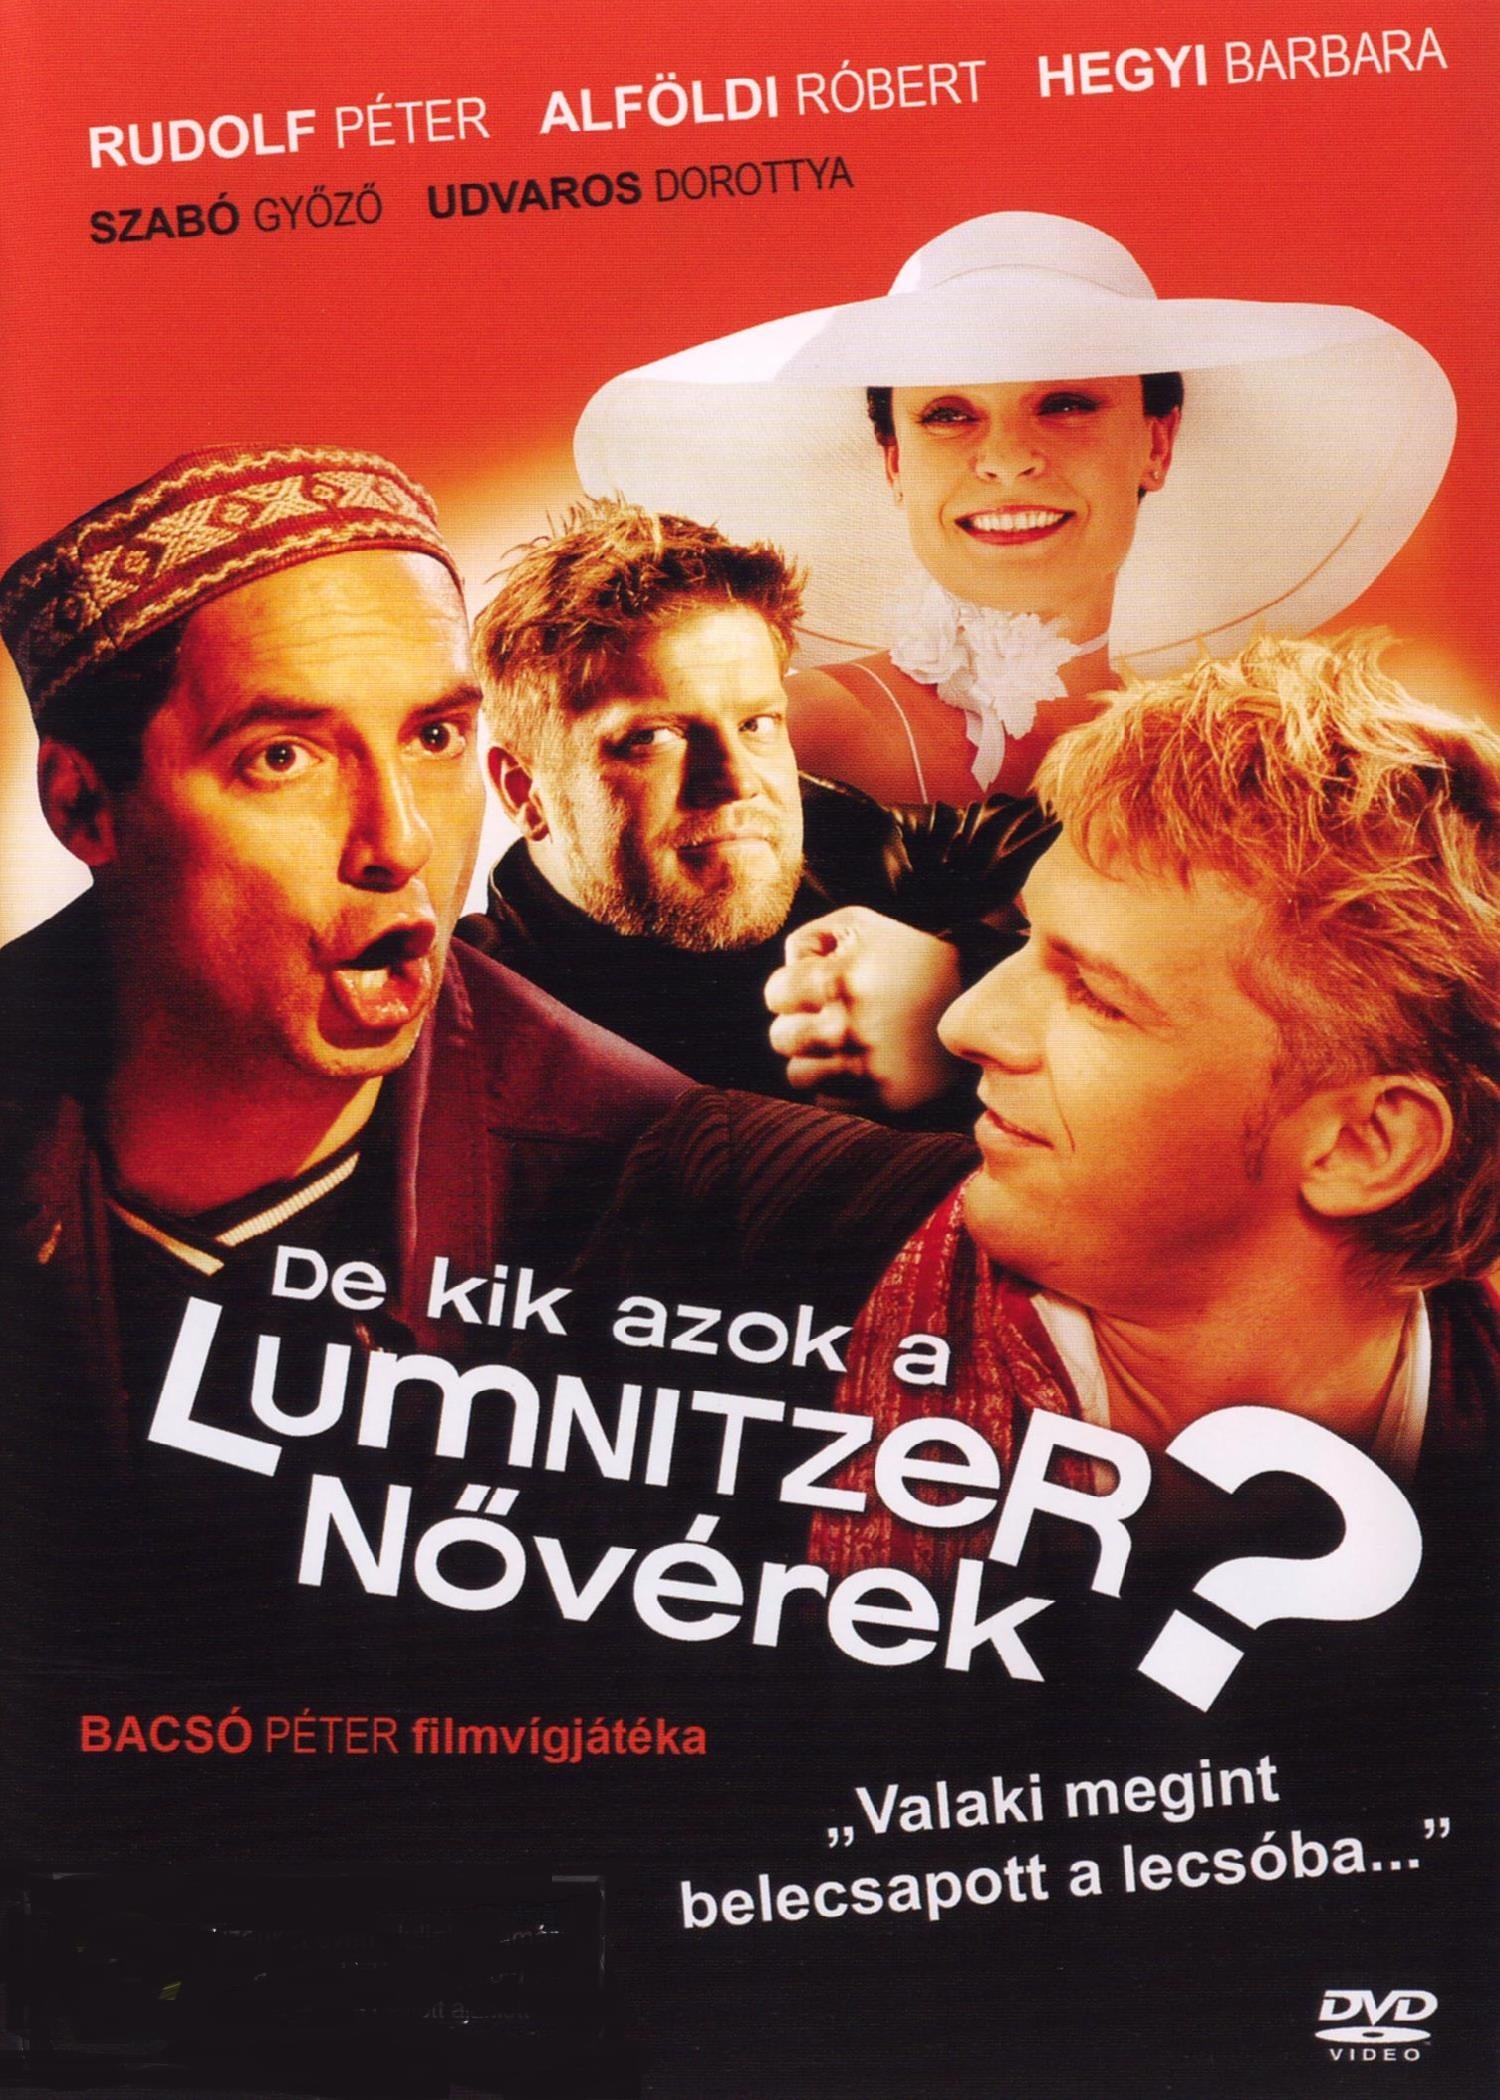 RUDOLF PÉTER ALFÖLDI RÓBERT HEGYI BARBARA
SZABÓ GYŐZŐ UDVAROS DOROTTYA
De kik azok a
LumNITZeR
Nővérek?
BACSÓ PÉTER filmvígjátéka
„Valaki megint
belecsapott a lecsóba...”
DVD
VIDEO